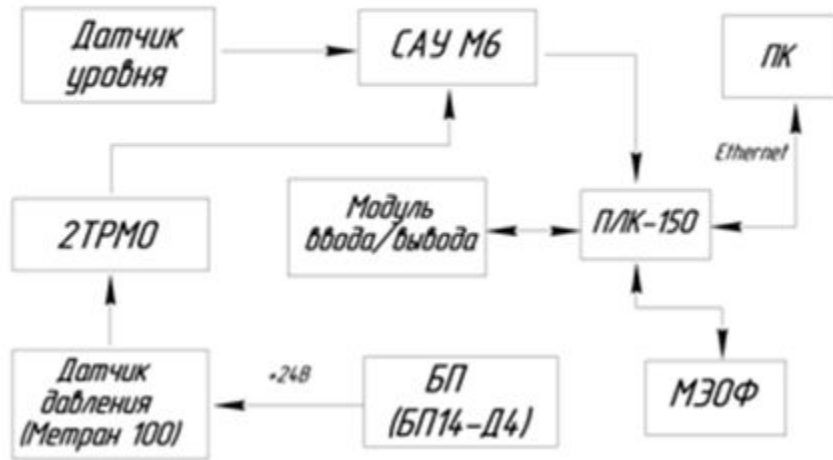 Датчик
уровня
САУ М6
ПК
Ethernet
2ТРМ0
Модуль
ввода/вывода
ПЛК-150
Датчик
давления
(Метран 100)
+24В
БП
(БП14-Д4)
МЭОФ